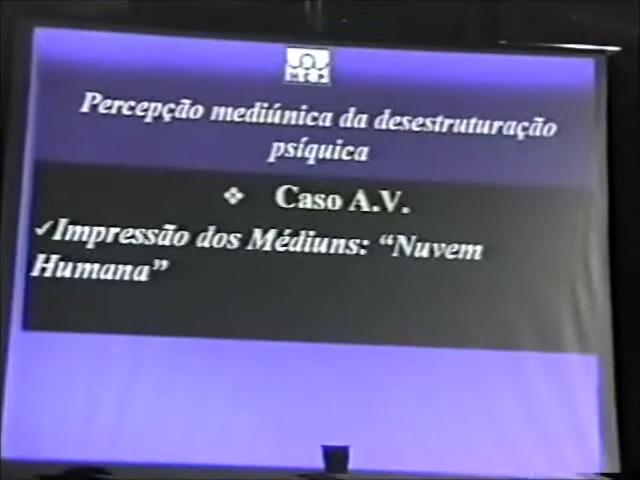 Percepção mediúnica da desestruturação
psíquica
❖ Caso A.V.
✓Impressão dos Médiuns: “Nuvem
Humana”